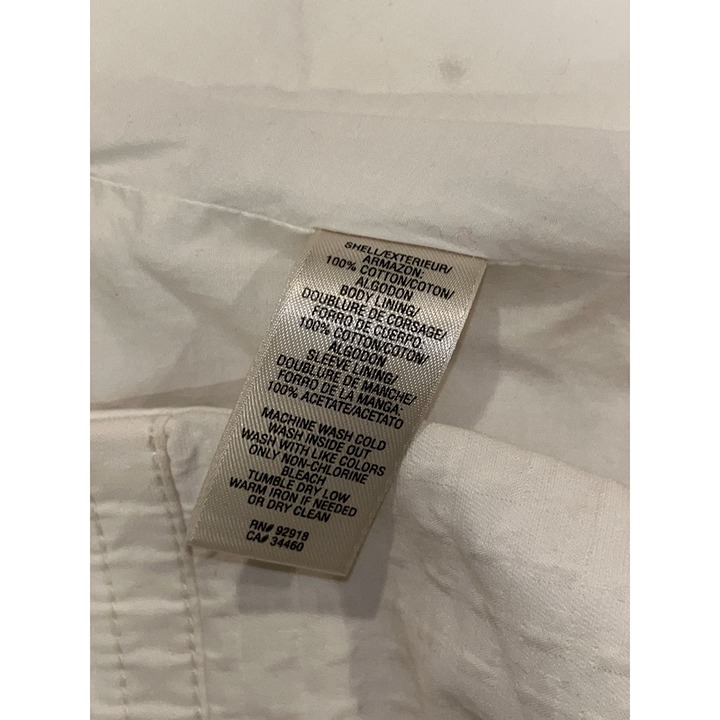 SHELL/EXTERIEUR/
ARMAZON:
100% COTTON/COTON/
ALGODON
BODY LINING/
DOUBLURE DE CORSAGE/
FORRO DE CUERPO
100% COTTON/COTON/
ALGODON
SLEEVE LINING/
DOUBLURE DE MANCHE/
FORRO DE LA MANGA:
100% ACETATE/ACETATO
MACHINE WASH COLD
WASH INSIDE OUT
WASH WITH LIKE COLORS
ONLY NON-CHLORINE
BLEACH
TUMBLE DRY LOW
WARM IRON IF NEEDED
OR DRY CLEAN
RN# 92918
CA# 34460